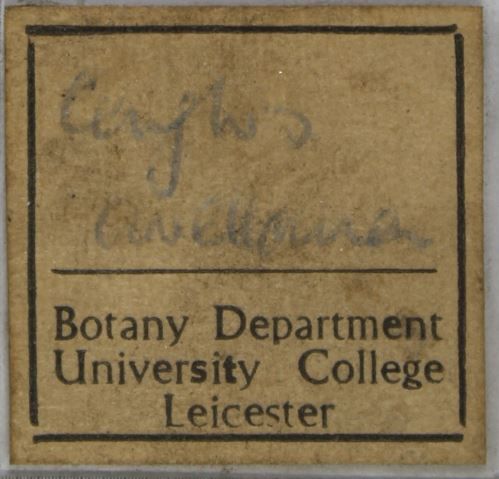 Corylus
avellana
Botany Department
University College
Leicester